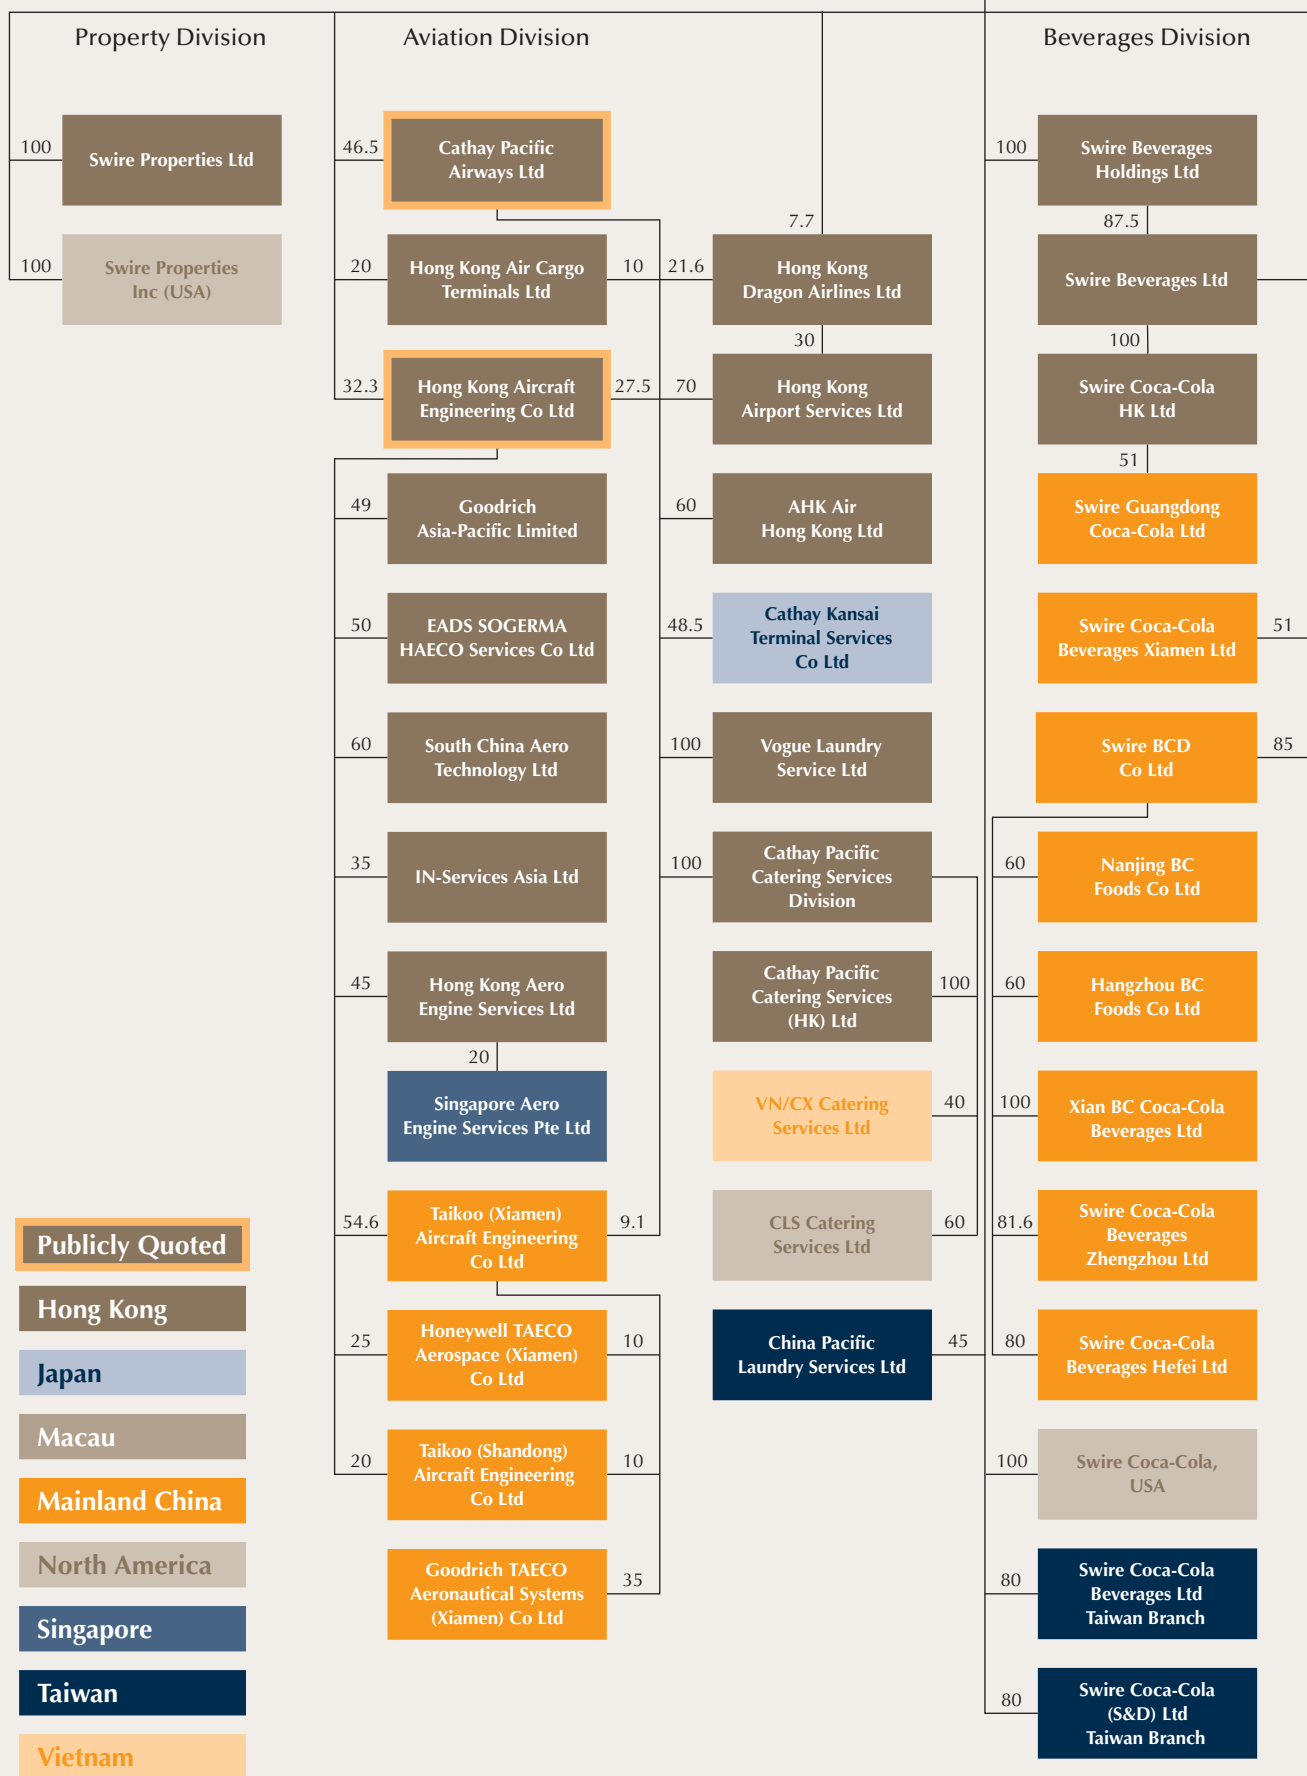 Property Division
Aviation Division
Beverages Division
100
Swire Properties Ltd
100
Swire Properties
Inc (USA)
46.5
Cathay Pacific
Airways Ltd
20
Hong Kong Air Cargo
Terminals Ltd
10
32.3
Hong Kong Aircraft
Engineering Co Ltd
27.5
49
Goodrich
Asia-Pacific Limited
50
EADS SOGERMA
HAECO Services Co Ltd
60
South China Aero
Technology Ltd
35
IN-Services Asia Ltd
45
Hong Kong Aero
Engine Services Ltd
20
Singapore Aero
Engine Services Pte Ltd
54.6
Taikoo (Xiamen)
Aircraft Engineering
Co Ltd
9.1
25
Honeywell TAECO
Aerospace (Xiamen)
Co Ltd
10
20
Taikoo (Shandong)
Aircraft Engineering
Co Ltd
10
Goodrich TAECO
Aeronautical Systems
(Xiamen) Co Ltd
35
7.7
21.6
Hong Kong
Dragon Airlines Ltd
30
70
Hong Kong
Airport Services Ltd
60
AHK Air
Hong Kong Ltd
48.5
Cathay Kansai
Terminal Services
Co Ltd
100
Vogue Laundry
Service Ltd
100
Cathay Pacific
Catering Services
Division
Cathay Pacific
Catering Services
(HK) Ltd
100
VN/CX Catering
Services Ltd
40
CLS Catering
Services Ltd
60
China Pacific
Laundry Services Ltd
45
100
Swire Beverages
Holdings Ltd
87.5
Swire Beverages Ltd
100
Swire Coca-Cola
HK Ltd
51
Swire Guangdong
Coca-Cola Ltd
Swire Coca-Cola
Beverages Xiamen Ltd
51
Swire BCD
Co Ltd
85
60
Nanjing BC
Foods Co Ltd
60
Hangzhou BC
Foods Co Ltd
100
Xian BC Coca-Cola
Beverages Ltd
81.6
Swire Coca-Cola
Beverages
Zhengzhou Ltd
80
Swire Coca-Cola
Beverages Hefei Ltd
100
Swire Coca-Cola,
USA
80
Swire Coca-Cola
Beverages Ltd
Taiwan Branch
80
Swire Coca-Cola
(S&D) Ltd
Taiwan Branch
Publicly Quoted
Hong Kong
Japan
Macau
Mainland China
North America
Singapore
Taiwan
Vietnam